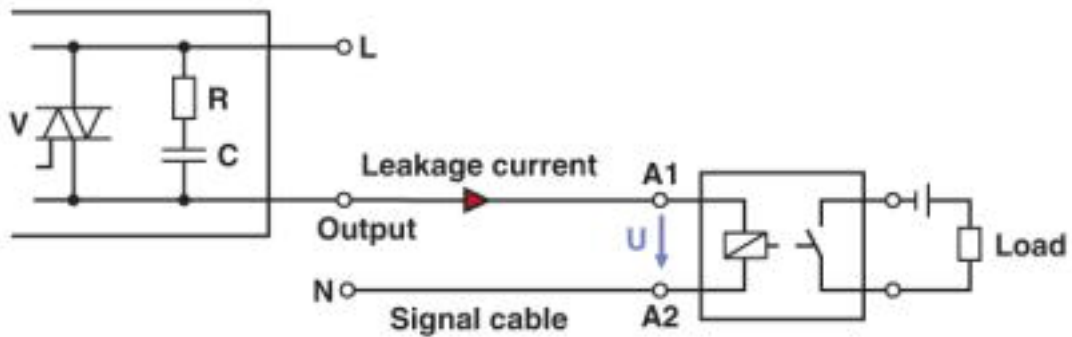 L
R
V
C
Leakage current
A1
Output
U
Load
N
A2
Signal cable